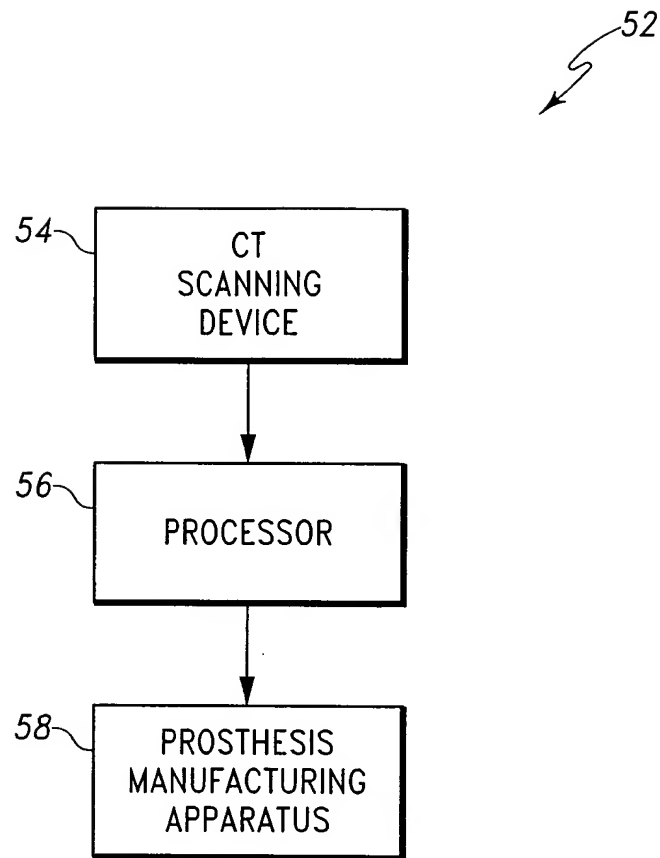 52
54
CT
SCANNING
DEVICE
56
PROCESSOR
58
PROSTHESIS
MANUFACTURING
APPARATUS